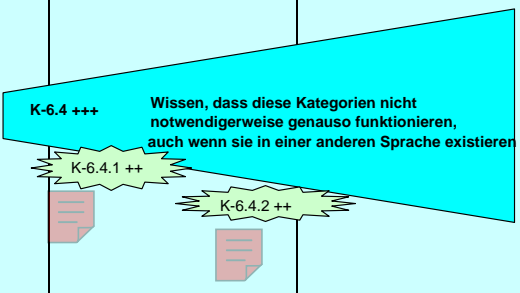 K-6.4 +++
Wissen, dass diese Kategorien nicht
notwendigerweise genauso funktionieren,
auch wenn sie in einer anderen Sprache existieren
K-6.4.1 ++
K-6.4.2 ++